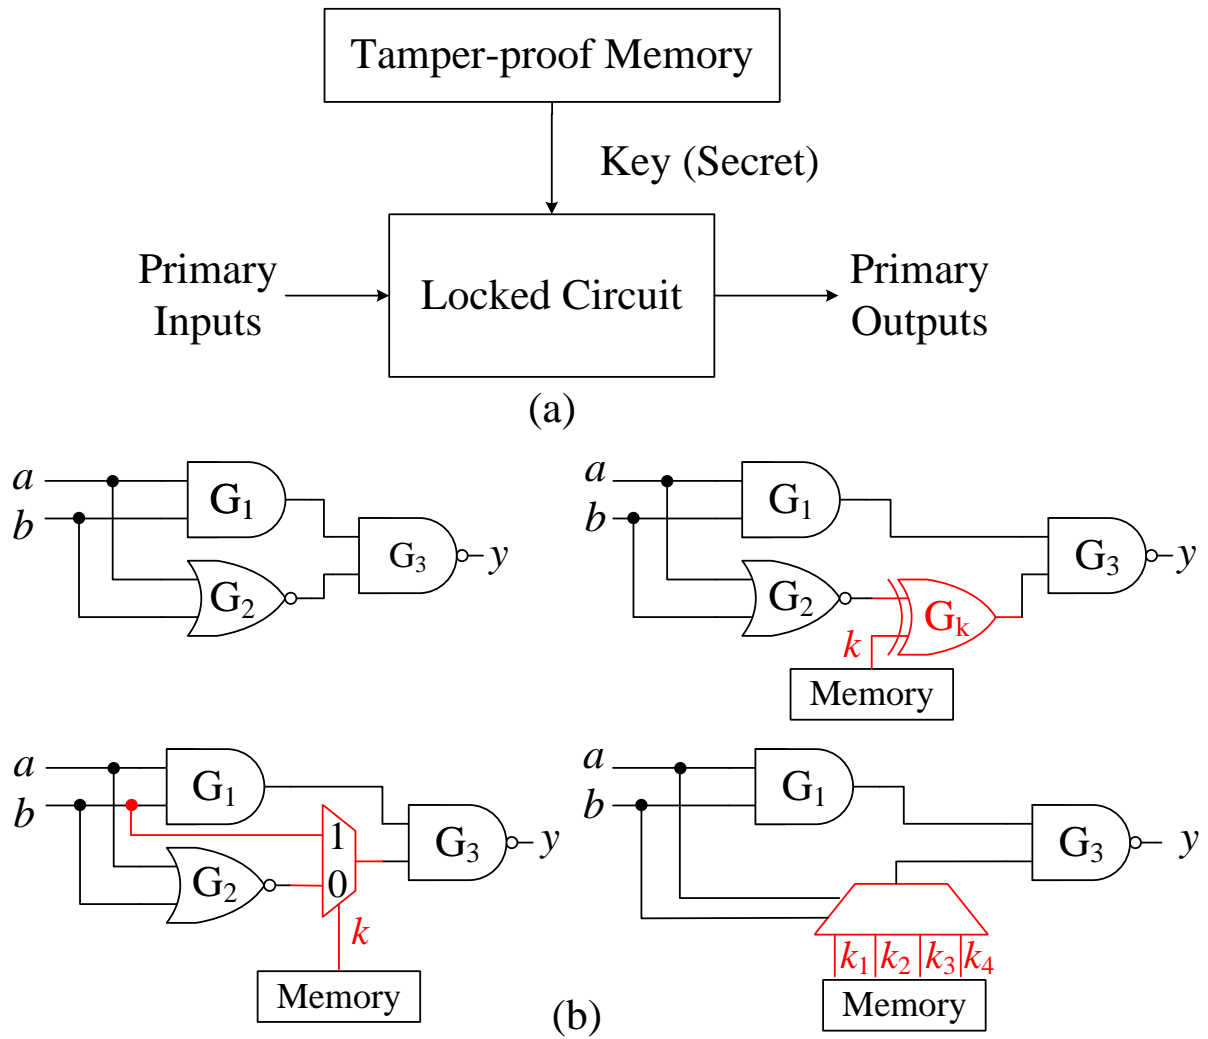 Tamper-proof Memory
Key (Secret)
Primary
Inputs
Locked Circuit
Primary
Outputs
(a)
a
b
G1
G2
G3
y
a
b
G1
G2
Gk
k
G3
y
Memory
a
b
G1
G2
1
0
k
G3
y
Memory
a
b
G1
G3
y
k1 k2 k3 k4
Memory
(b)